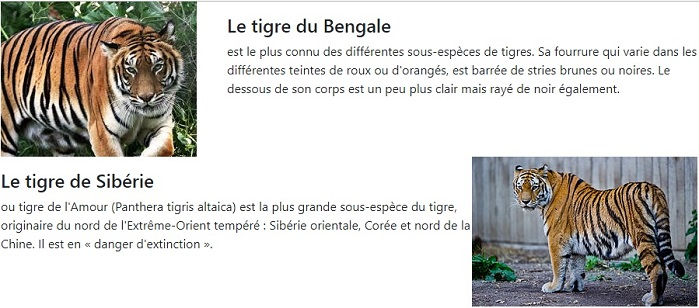 Le tigre du Bengale
est le plus connu des différentes sous-espèces de tigres. Sa fourrure qui varie dans les
différentes teintes de roux ou d'orangés, est barrée de stries brunes ou noires. Le
dessous de son corps est un peu plus clair mais rayé de noir également.
Le tigre de Sibérie
ou tigre de l'Amour (Panthera tigris altaica) est la plus grande sous-espèce du tigre,
originaire du nord de l'Extrême-Orient tempéré : Sibérie orientale, Corée et nord de la
Chine. Il est en « danger d'extinction ».